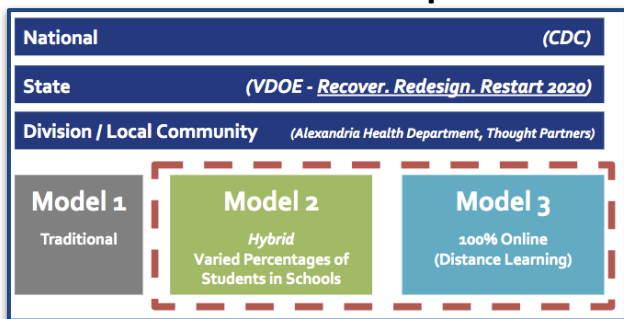 National (CDC)
State (VDOE - Recover. Redesign. Restart 2020)
Division / Local Community (Alexandria Health Department, Thought Partners)
Model 1
Traditional
Model 2
Hybrid
Varied Percentages of
Students in Schools
Model 3
100% Online
(Distance Learning)